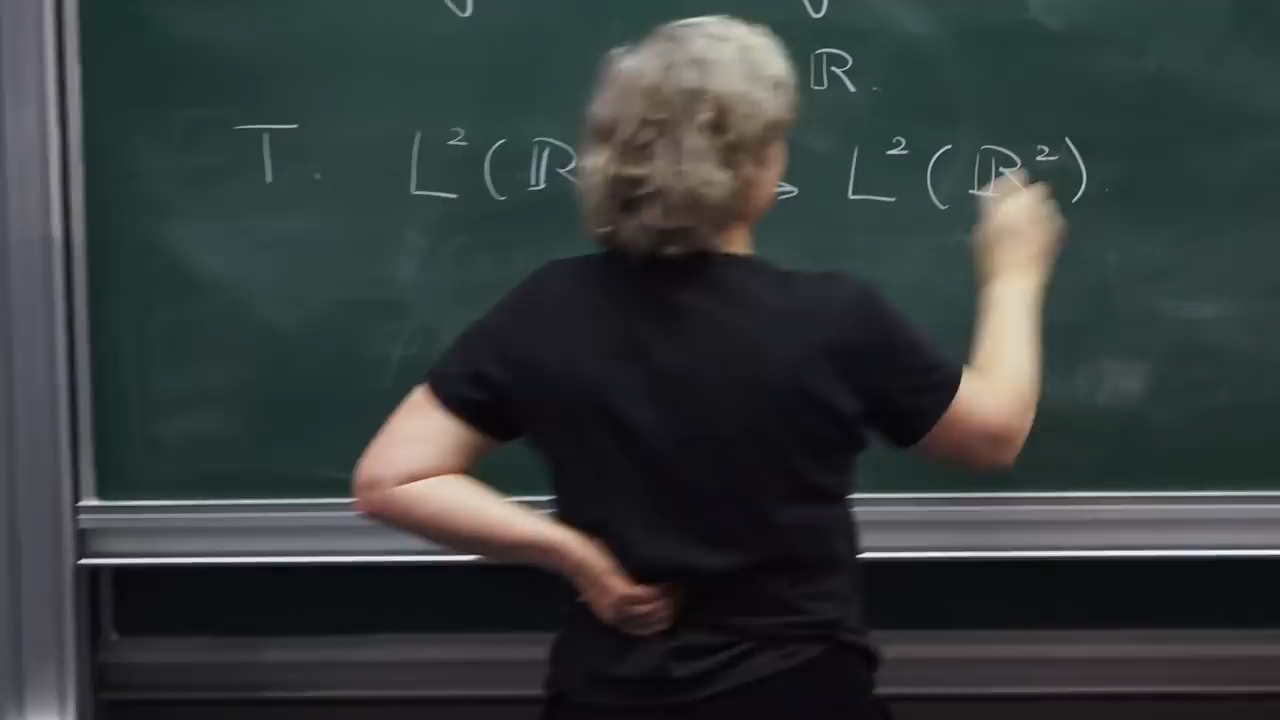 ℝ.
T. L²(ℝ → L²(ℝ²).